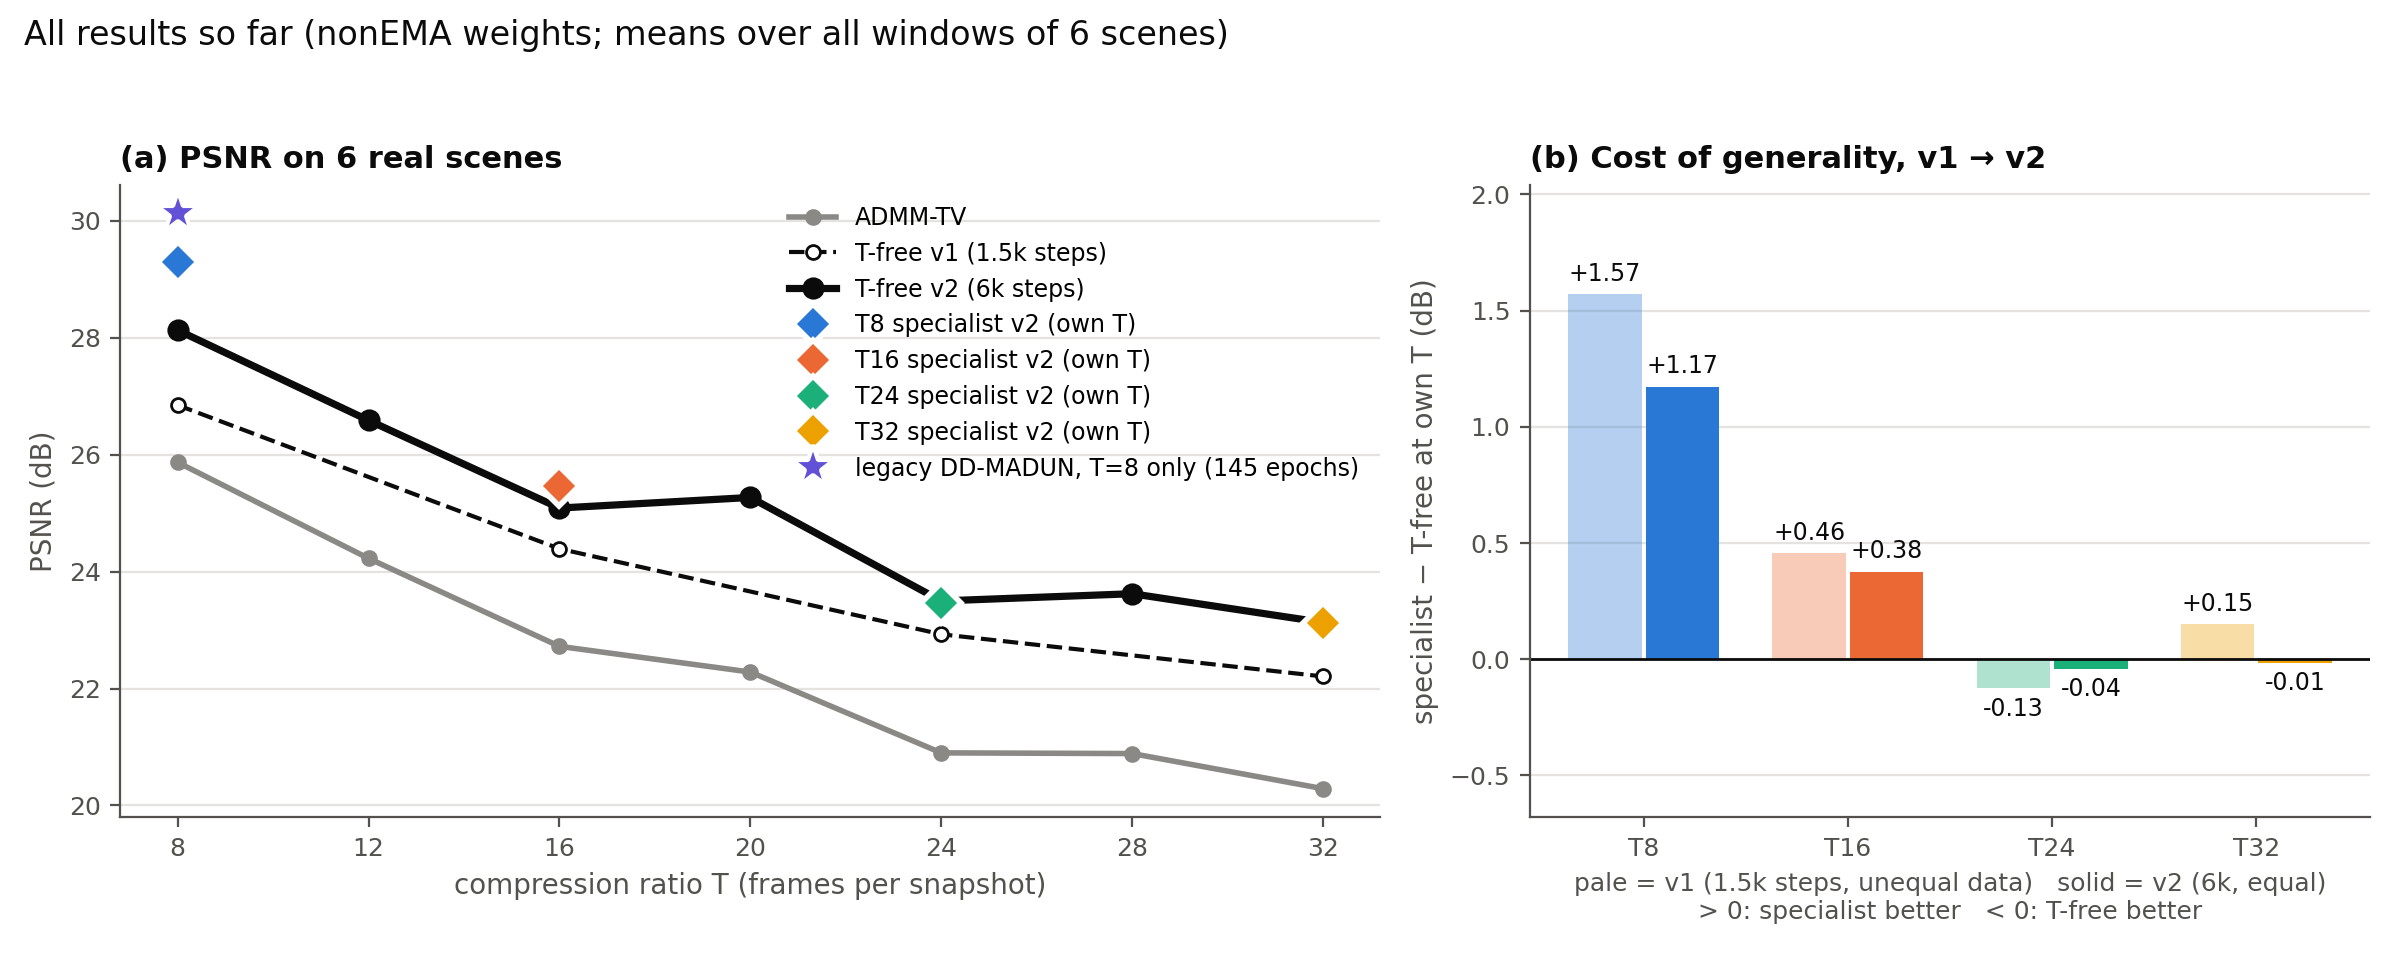 All results so far (nonEMA weights; means over all windows of 6 scenes)
(a) PSNR on 6 real scenes
PSNR (dB)
30
28
26
24
22
20
8 12 16 20 24 28 32
compression ratio T (frames per snapshot)
ADMM-TV
T-free v1 (1.5k steps)
T-free v2 (6k steps)
T8 specialist v2 (own T)
T16 specialist v2 (own T)
T24 specialist v2 (own T)
T32 specialist v2 (own T)
legacy DD-MADUN, T=8 only (145 epochs)
(b) Cost of generality, v1 → v2
specialist − T-free at own T (dB)
2.0
1.5
1.0
0.5
0.0
−0.5
+1.57
+1.17
+0.46
+0.38
-0.13
-0.04
+0.15
-0.01
T8 T16 T24 T32
pale = v1 (1.5k steps, unequal data) solid = v2 (6k, equal)
> 0: specialist better < 0: T-free better